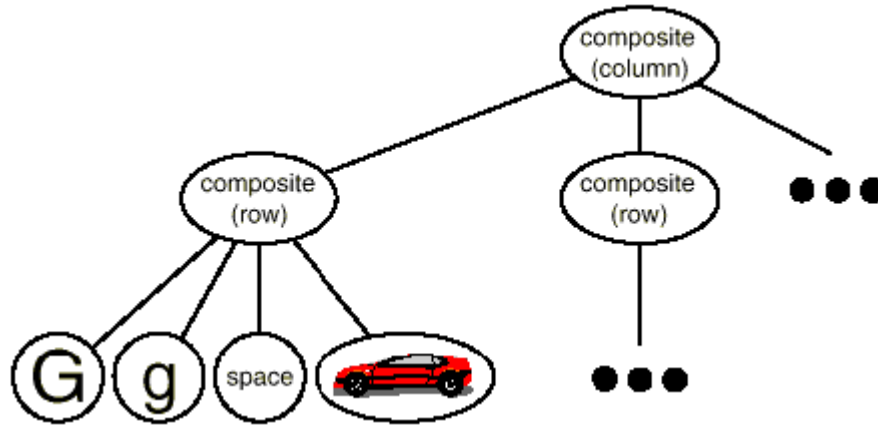 composite
(column)
composite
(row)
composite
(row)
G
g
space